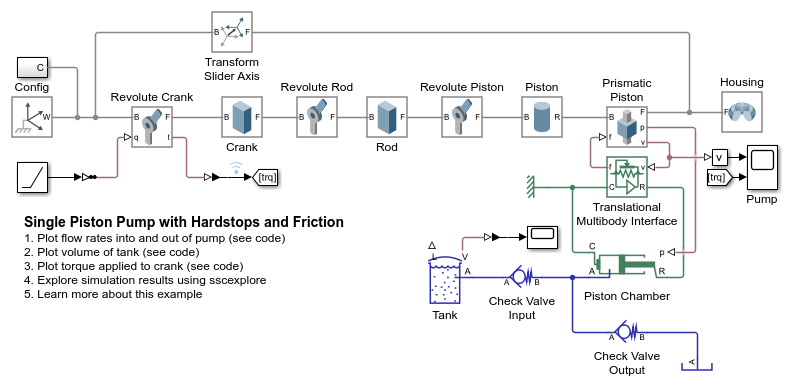 B
F
Transform
Slider Axis
C
Config
W
Revolute Crank
B
F
q
t
B
F
Crank
Revolute Rod
B
F
B
F
Rod
Revolute Piston
B
F
Piston
B
R
Prismatic
Piston
B
F
f
p
v
Housing
F
[trq]
f
v
C
R
Translational
Multibody Interface
v
[trq]
Pump
Single Piston Pump with Hardstops and Friction
1. Plot flow rates into and out of pump (see code)
2. Plot volume of tank (see code)
3. Plot torque applied to crank (see code)
4. Explore simulation results using sscexplore
5. Learn more about this example
L
V
A
Tank
A
B
Check Valve
Input
C
A
p
R
Piston Chamber
A
B
Check Valve
Output
A